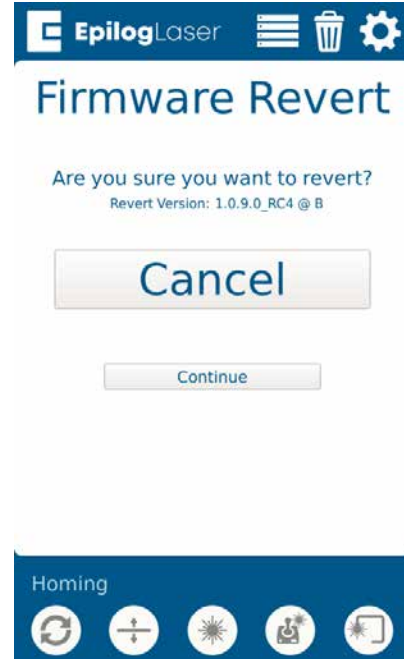 EpilogLaser
Firmware Revert
Are you sure you want to revert?
Revert Version: 1.0.9.0_RC4 @ B
Cancel
Continue
Homing